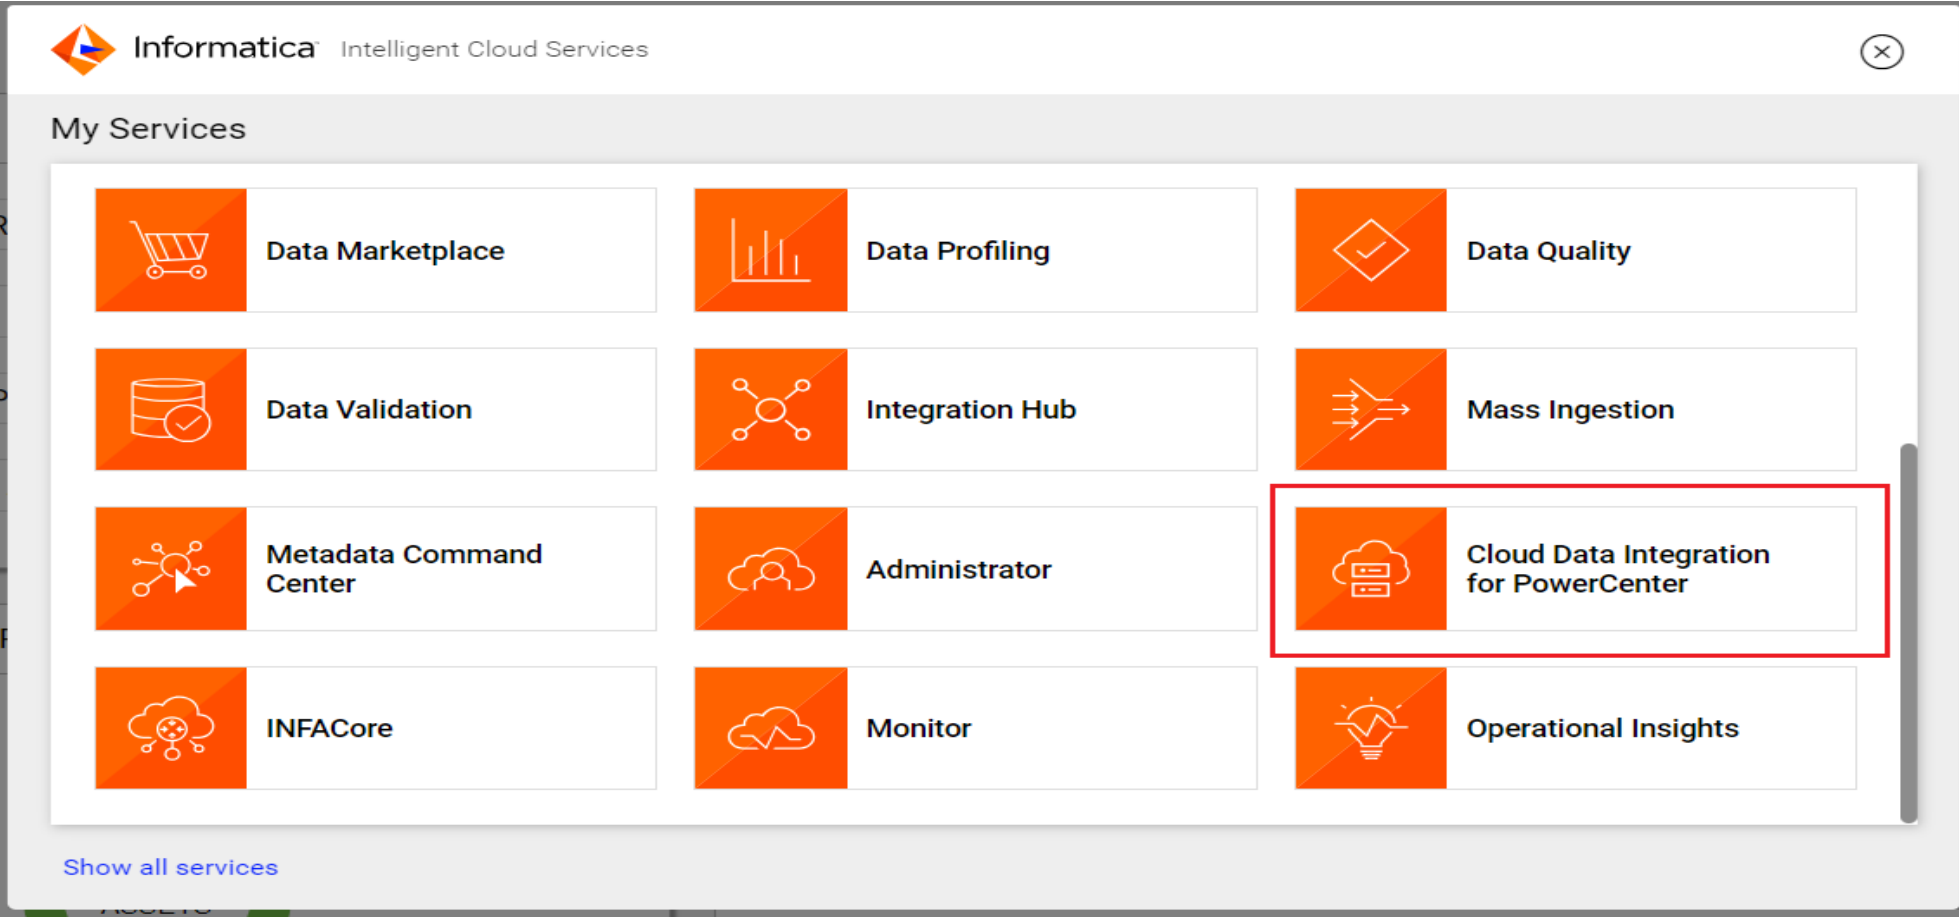 Informatica Intelligent Cloud Services
My Services
Data Marketplace
Data Profiling
Data Quality
Data Validation
Integration Hub
Mass Ingestion
Metadata Command
Center
Administrator
Cloud Data Integration
for PowerCenter
INFACore
Monitor
Operational Insights
Show all services